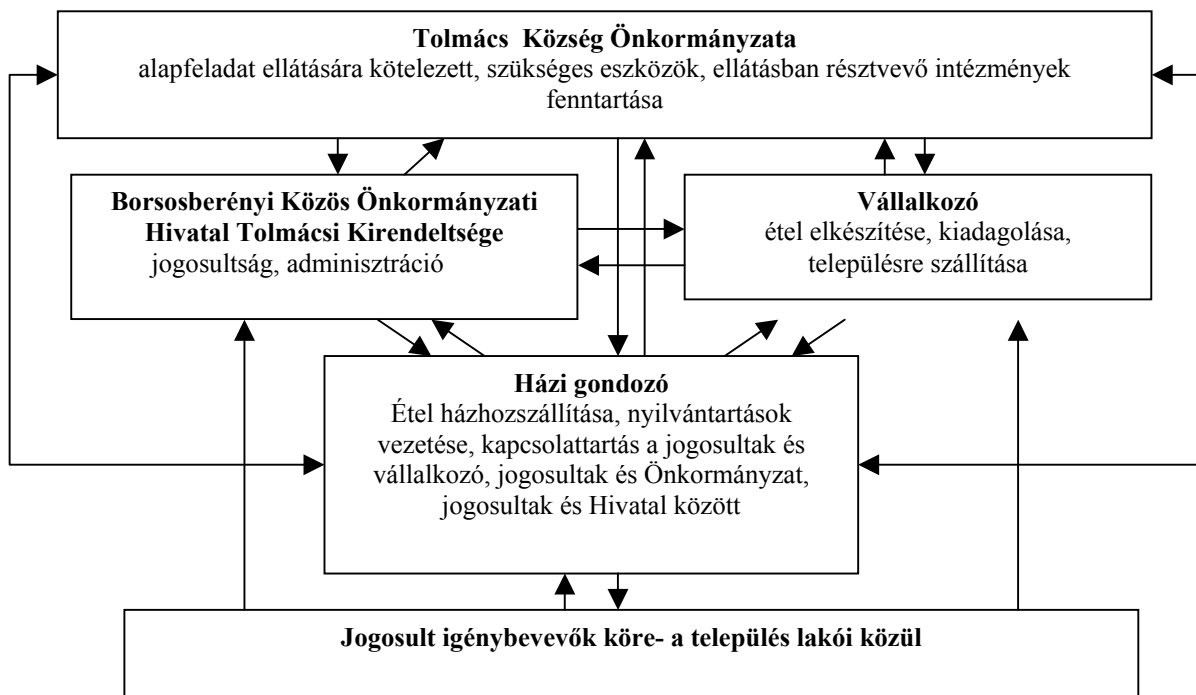 Tolmács Község Önkormányzata
alapfeladat ellátására kötelezett, szükséges eszközök, ellátásban résztvevő intézmények
fenntartása
Borsosberényi Közös Önkormányzati
Hivatal Tolmácsi Kirendeltsége
jogosultság, adminisztráció
Vállalkozó
étel elkészítése, kiadagolása,
településre szállítása
Házi gondozó
Étel házhozszállítása, nyilvántartások
vezetése, kapcsolattartás a jogosultak és
vállalkozó, jogosultak és Önkormányzat,
jogosultak és Hivatal között
Jogosult igénybevevők köre- a település lakói közül